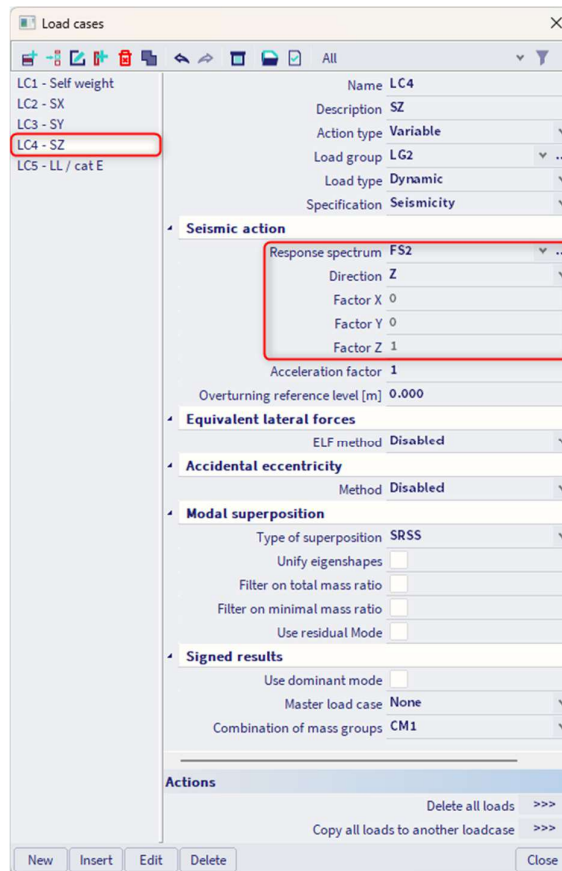 Load cases
All
LC1 - Self weight
LC2 - SX
LC3 - SY
LC4 - SZ
LC5 - LL / cat E
Name LC4
Description SZ
Action type Variable
Load group LG2
Load type Dynamic
Specification Seismicity
Seismic action
Response spectrum FS2
Direction Z
Factor X 0
Factor Y 0
Factor Z 1
Acceleration factor 1
Overturning reference level [m] 0.000
Equivalent lateral forces
ELF method Disabled
Accidental eccentricity
Method Disabled
Modal superposition
Type of superposition SRSS
Unify eigenshapes
Filter on total mass ratio
Filter on minimal mass ratio
Use residual Mode
Signed results
Use dominant mode
Master load case None
Combination of mass groups CM1
Actions
Delete all loads >>>
Copy all loads to another loadcase >>>
New Insert Edit Delete Close